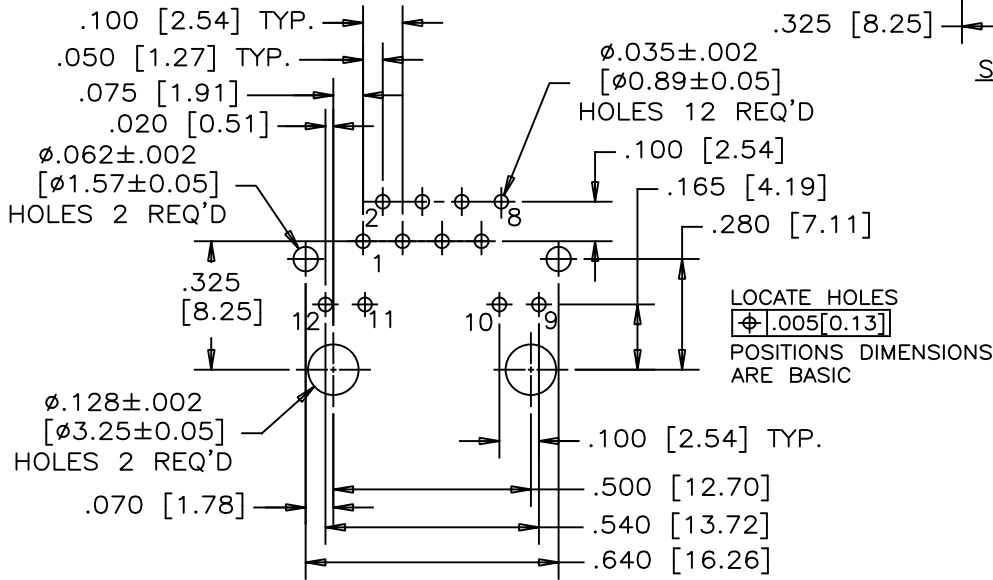 .100 [2.54] TYP.
.325 [8.25]
S
.050 [1.27] TYP.
ø.035±.002
[ø0.89±0.05]
HOLES 12 REQ'D
.075 [1.91]
.020 [0.51]
ø.062±.002
[ø1.57±0.05]
HOLES 2 REQ'D
.100 [2.54]
.165 [4.19]
.280 [7.11]
2
8
1
.325
[8.25]
12
11
10
9
LOCATE HOLES
⌖ .005[0.13]
POSITIONS DIMENSIONS
ARE BASIC
ø.128±.002
[ø3.25±0.05]
HOLES 2 REQ'D
.100 [2.54] TYP.
.070 [1.78]
.500 [12.70]
.540 [13.72]
.640 [16.26]